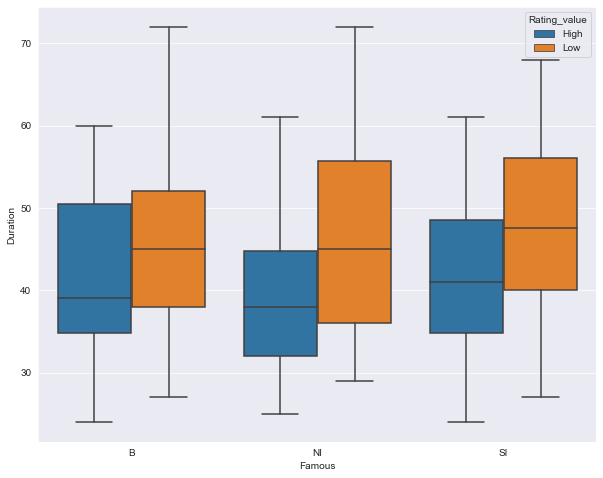 Rating_value
High
Low
70
60
50
40
30
Duration
B
NI
SI
Famous